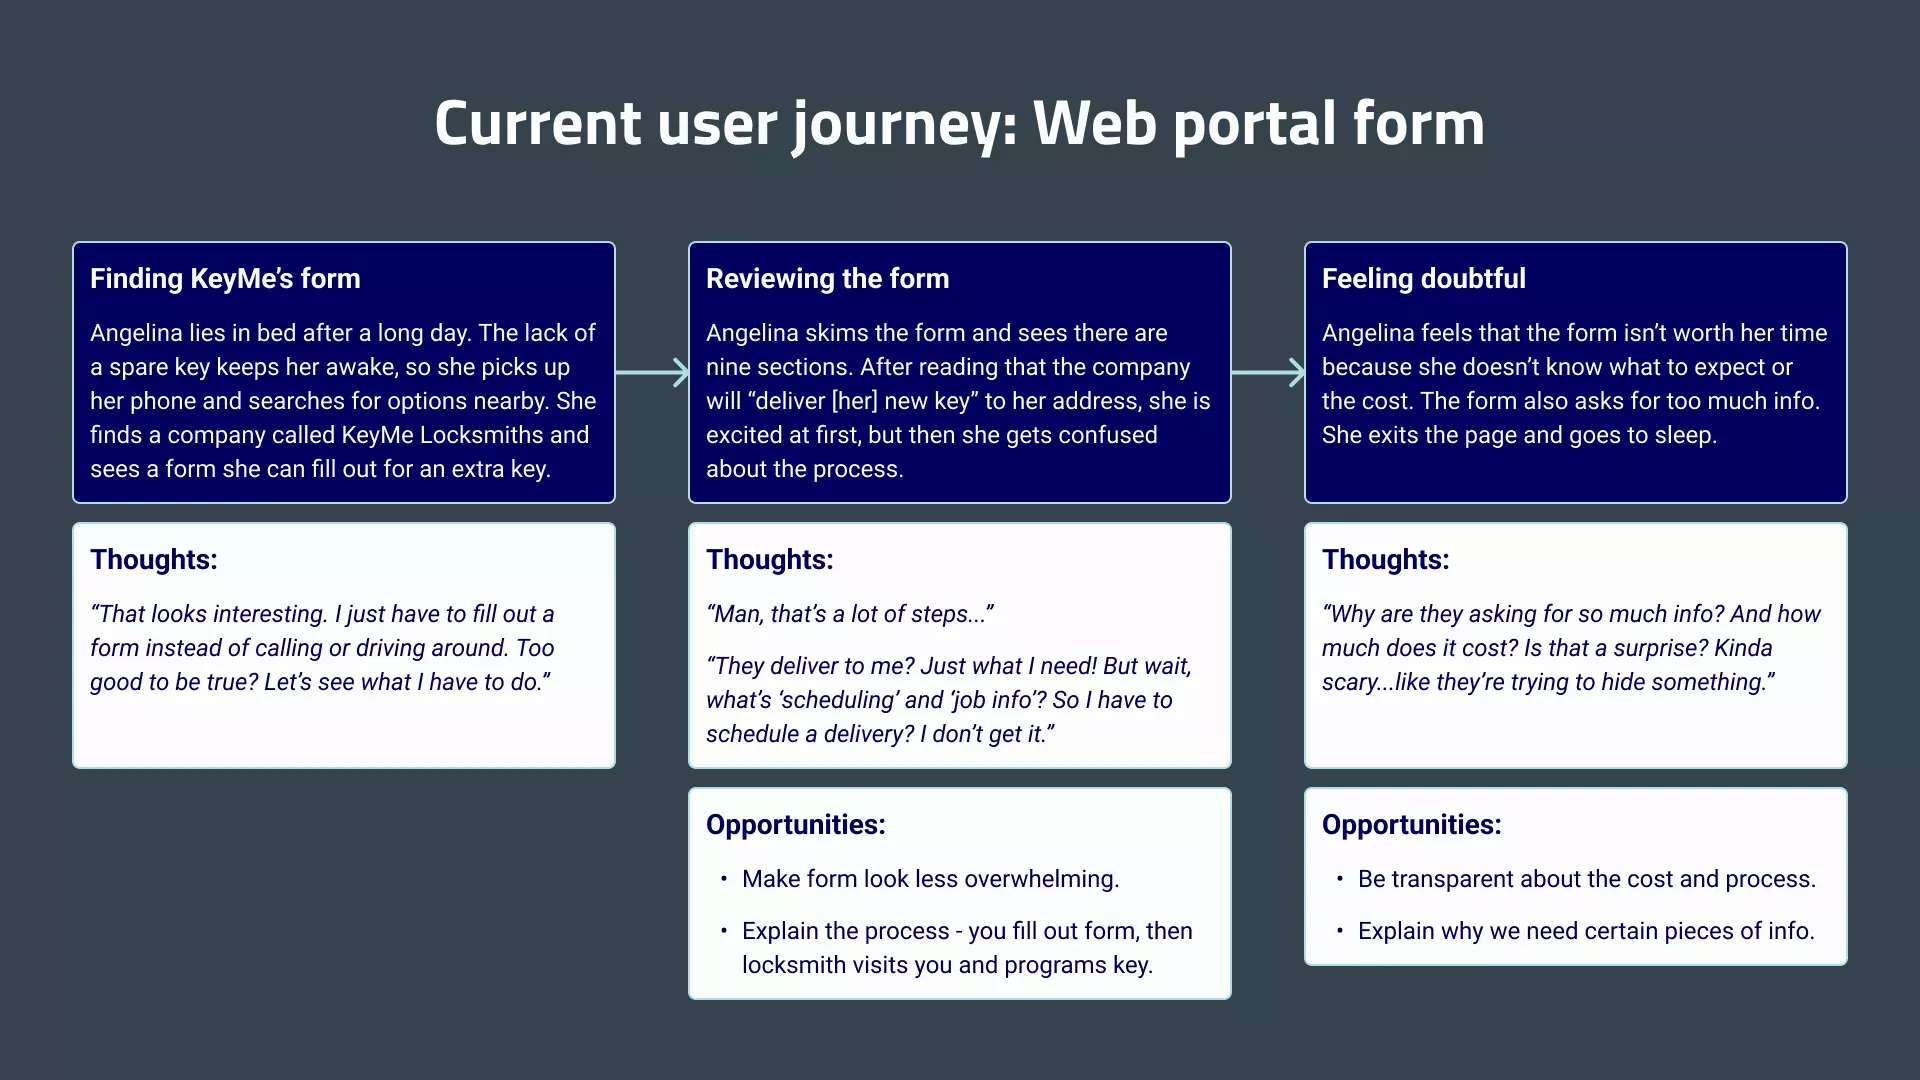 Current user journey: Web portal form
Finding KeyMe’s form
Angelina lies in bed after a long day. The lack of
a spare key keeps her awake, so she picks up
her phone and searches for options nearby. She
finds a company called KeyMe Locksmiths and
sees a form she can fill out for an extra key.
Thoughts:
“That looks interesting. I just have to fill out a
form instead of calling or driving around. Too
good to be true? Let’s see what I have to do.”
Reviewing the form
Angelina skims the form and sees there are
nine sections. After reading that the company
will “deliver [her] new key” to her address, she is
excited at first, but then she gets confused
about the process.
Thoughts:
“Man, that’s a lot of steps...”
“They deliver to me? Just what I need! But wait,
what’s ‘scheduling’ and ‘job info’? So I have to
schedule a delivery? I don’t get it.”
Opportunities:
• Make form look less overwhelming.
• Explain the process - you fill out form, then
locksmith visits you and programs key.
Feeling doubtful
Angelina feels that the form isn’t worth her time
because she doesn’t know what to expect or
the cost. The form also asks for too much info.
She exits the page and goes to sleep.
Thoughts:
“Why are they asking for so much info? And how
much does it cost? Is that a surprise? Kinda
scary...like they’re trying to hide something.”
Opportunities:
• Be transparent about the cost and process.
• Explain why we need certain pieces of info.